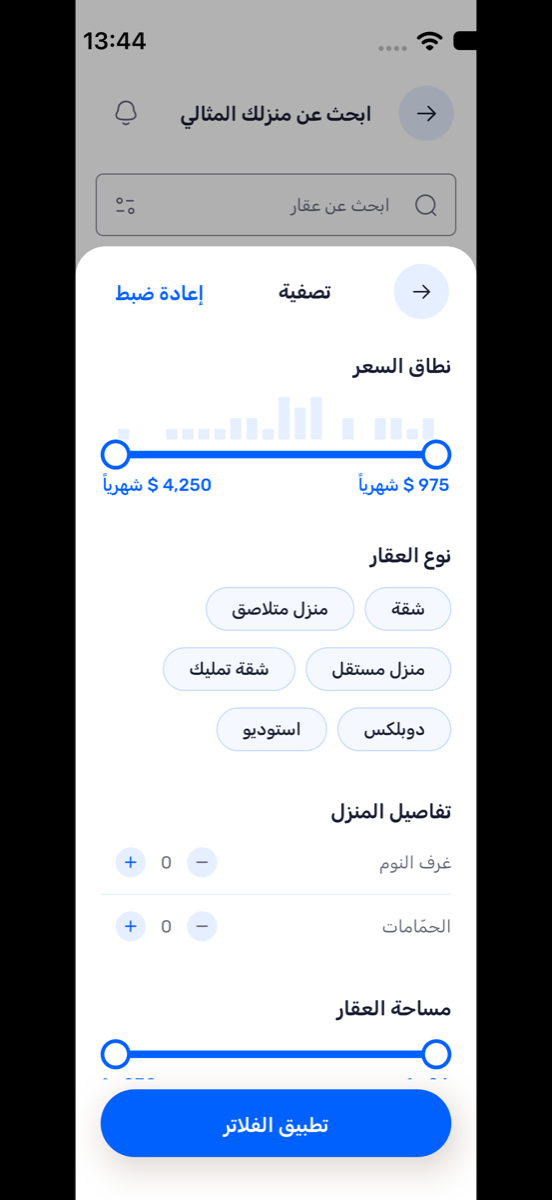 13:44
ابحث عن منزلك المثالي
ابحث عن عقار
تصفية
إعادة ضبط
نطاق السعر
975 $ شهرياً
4,250 $ شهرياً
نوع العقار
شقة
منزل متلاصق
منزل مستقل
شقة تمليك
دوبلكس
استوديو
تفاصيل المنزل
غرف النوم
− 0 +
الحمّامات
− 0 +
مساحة العقار
تطبيق الفلاتر